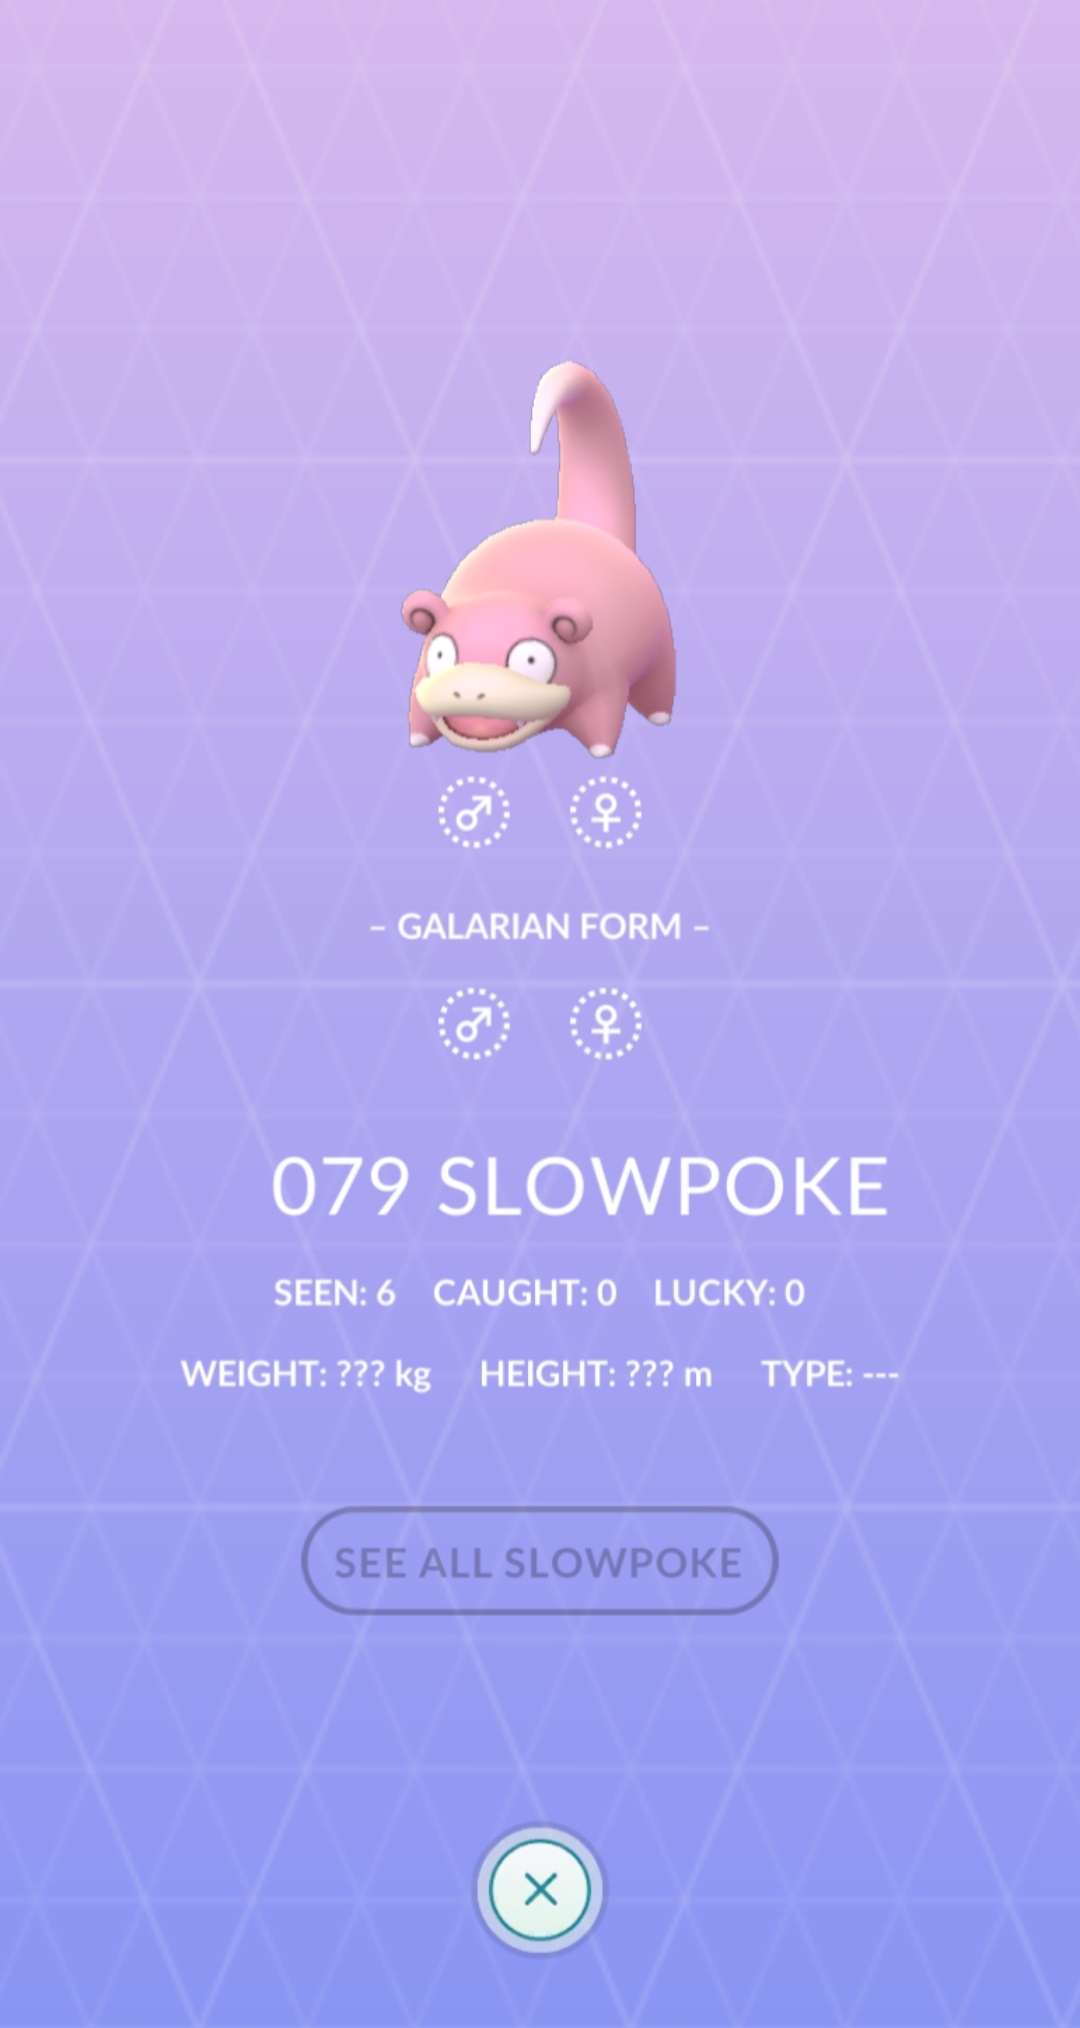 – GALARIAN FORM –
079 SLOWPOKE
SEEN: 6 CAUGHT: 0 LUCKY: 0
WEIGHT: ??? kg HEIGHT: ??? m TYPE: ---
SEE ALL SLOWPOKE